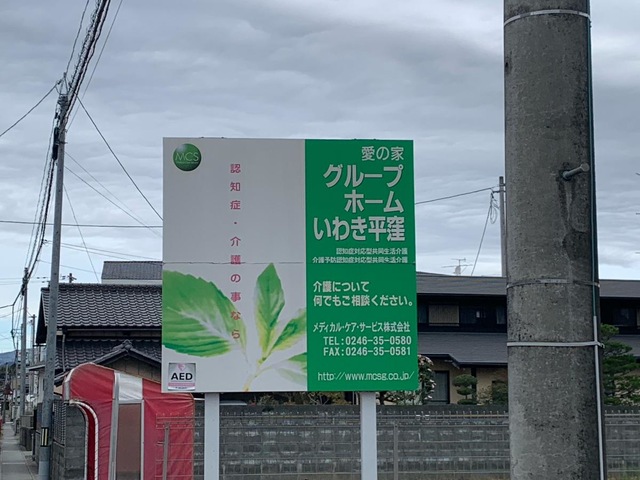 MCS
認知症・介護の事なら
AED
愛の家
グループ
ホーム
いわき平窪
認知症対応型共同生活介護
介護予防認知症対応型共同生活介護
介護について
何でもご相談ください。
メディカル・ケア・サービス株式会社
TEL:0246-35-0580
FAX:0246-35-0581
http://www.mcsg.co.jp/